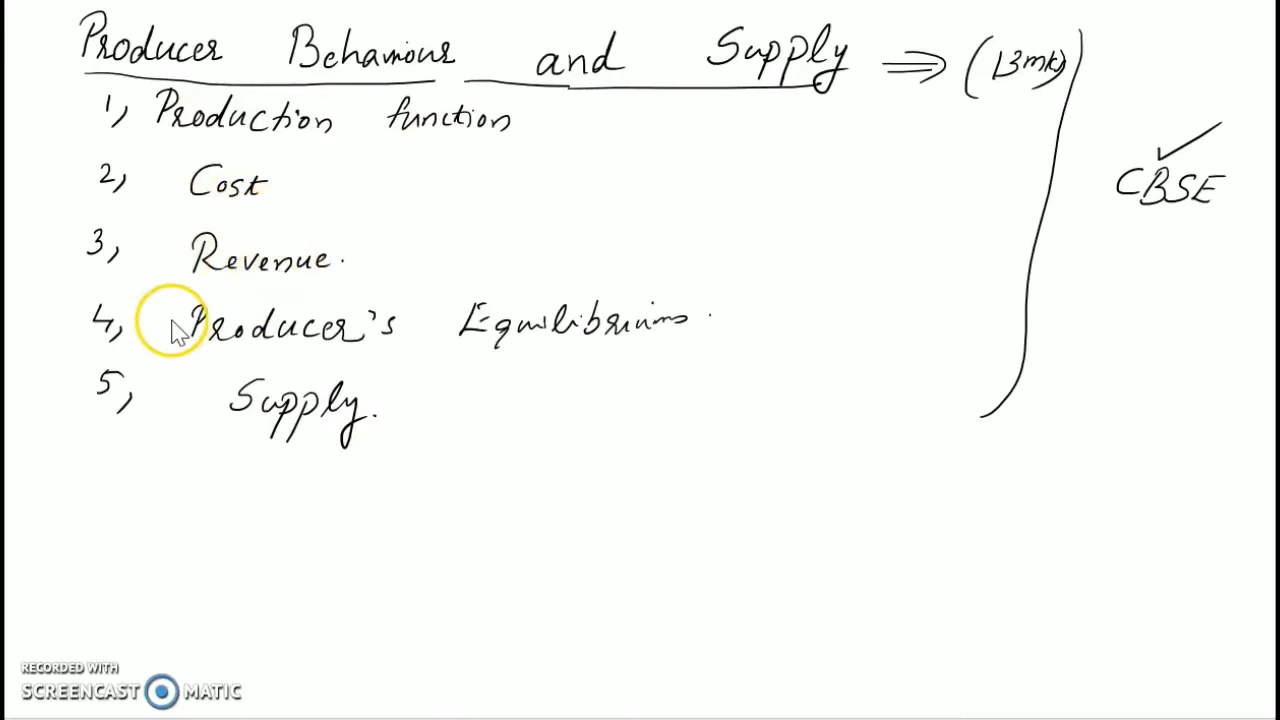 Producer Behaviour and Supply ⇒ (13mk)
1, Production function
2, Cost
3, Revenue.
4, Producer's Equilibrium.
5, Supply.
✓
CBSE
RECORDED WITH
SCREENCAST MATIC